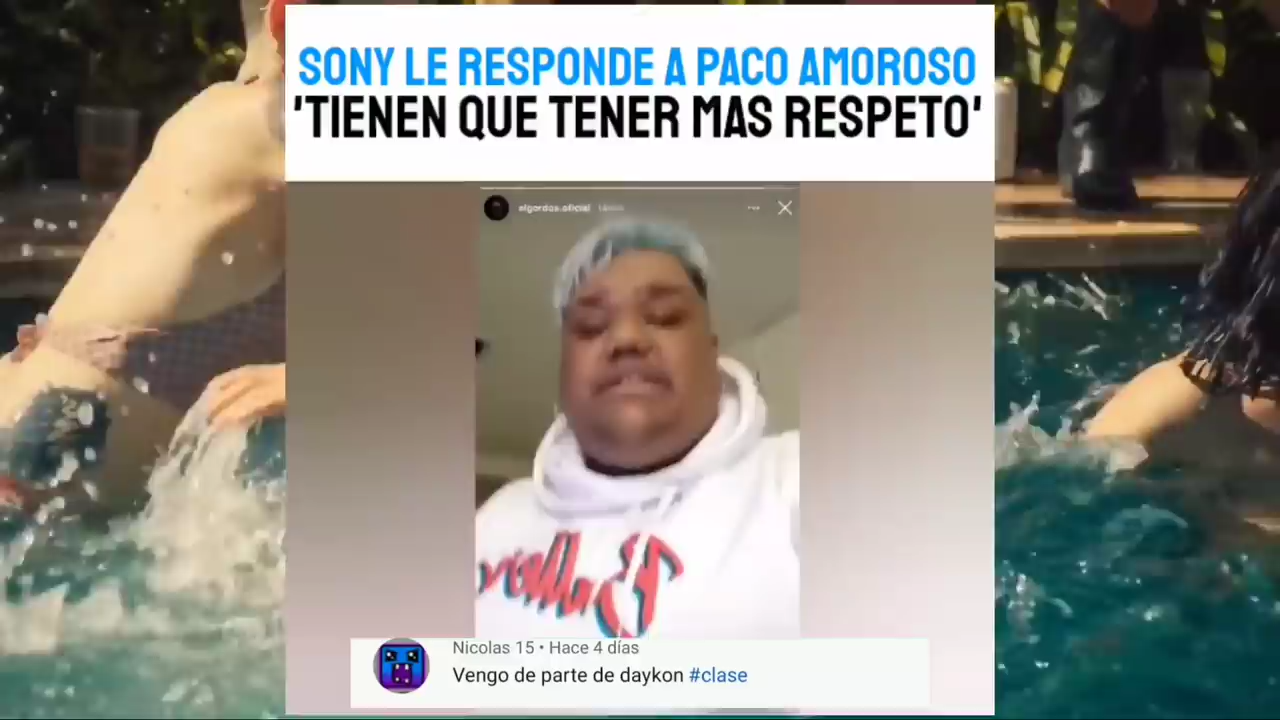 SONY LE RESPONDE A PACO AMOROSO
'TIENEN QUE TENER MAS RESPETO'
elgordos.oficial
Nicolas 15 • Hace 4 días
Vengo de parte de daykon #clase